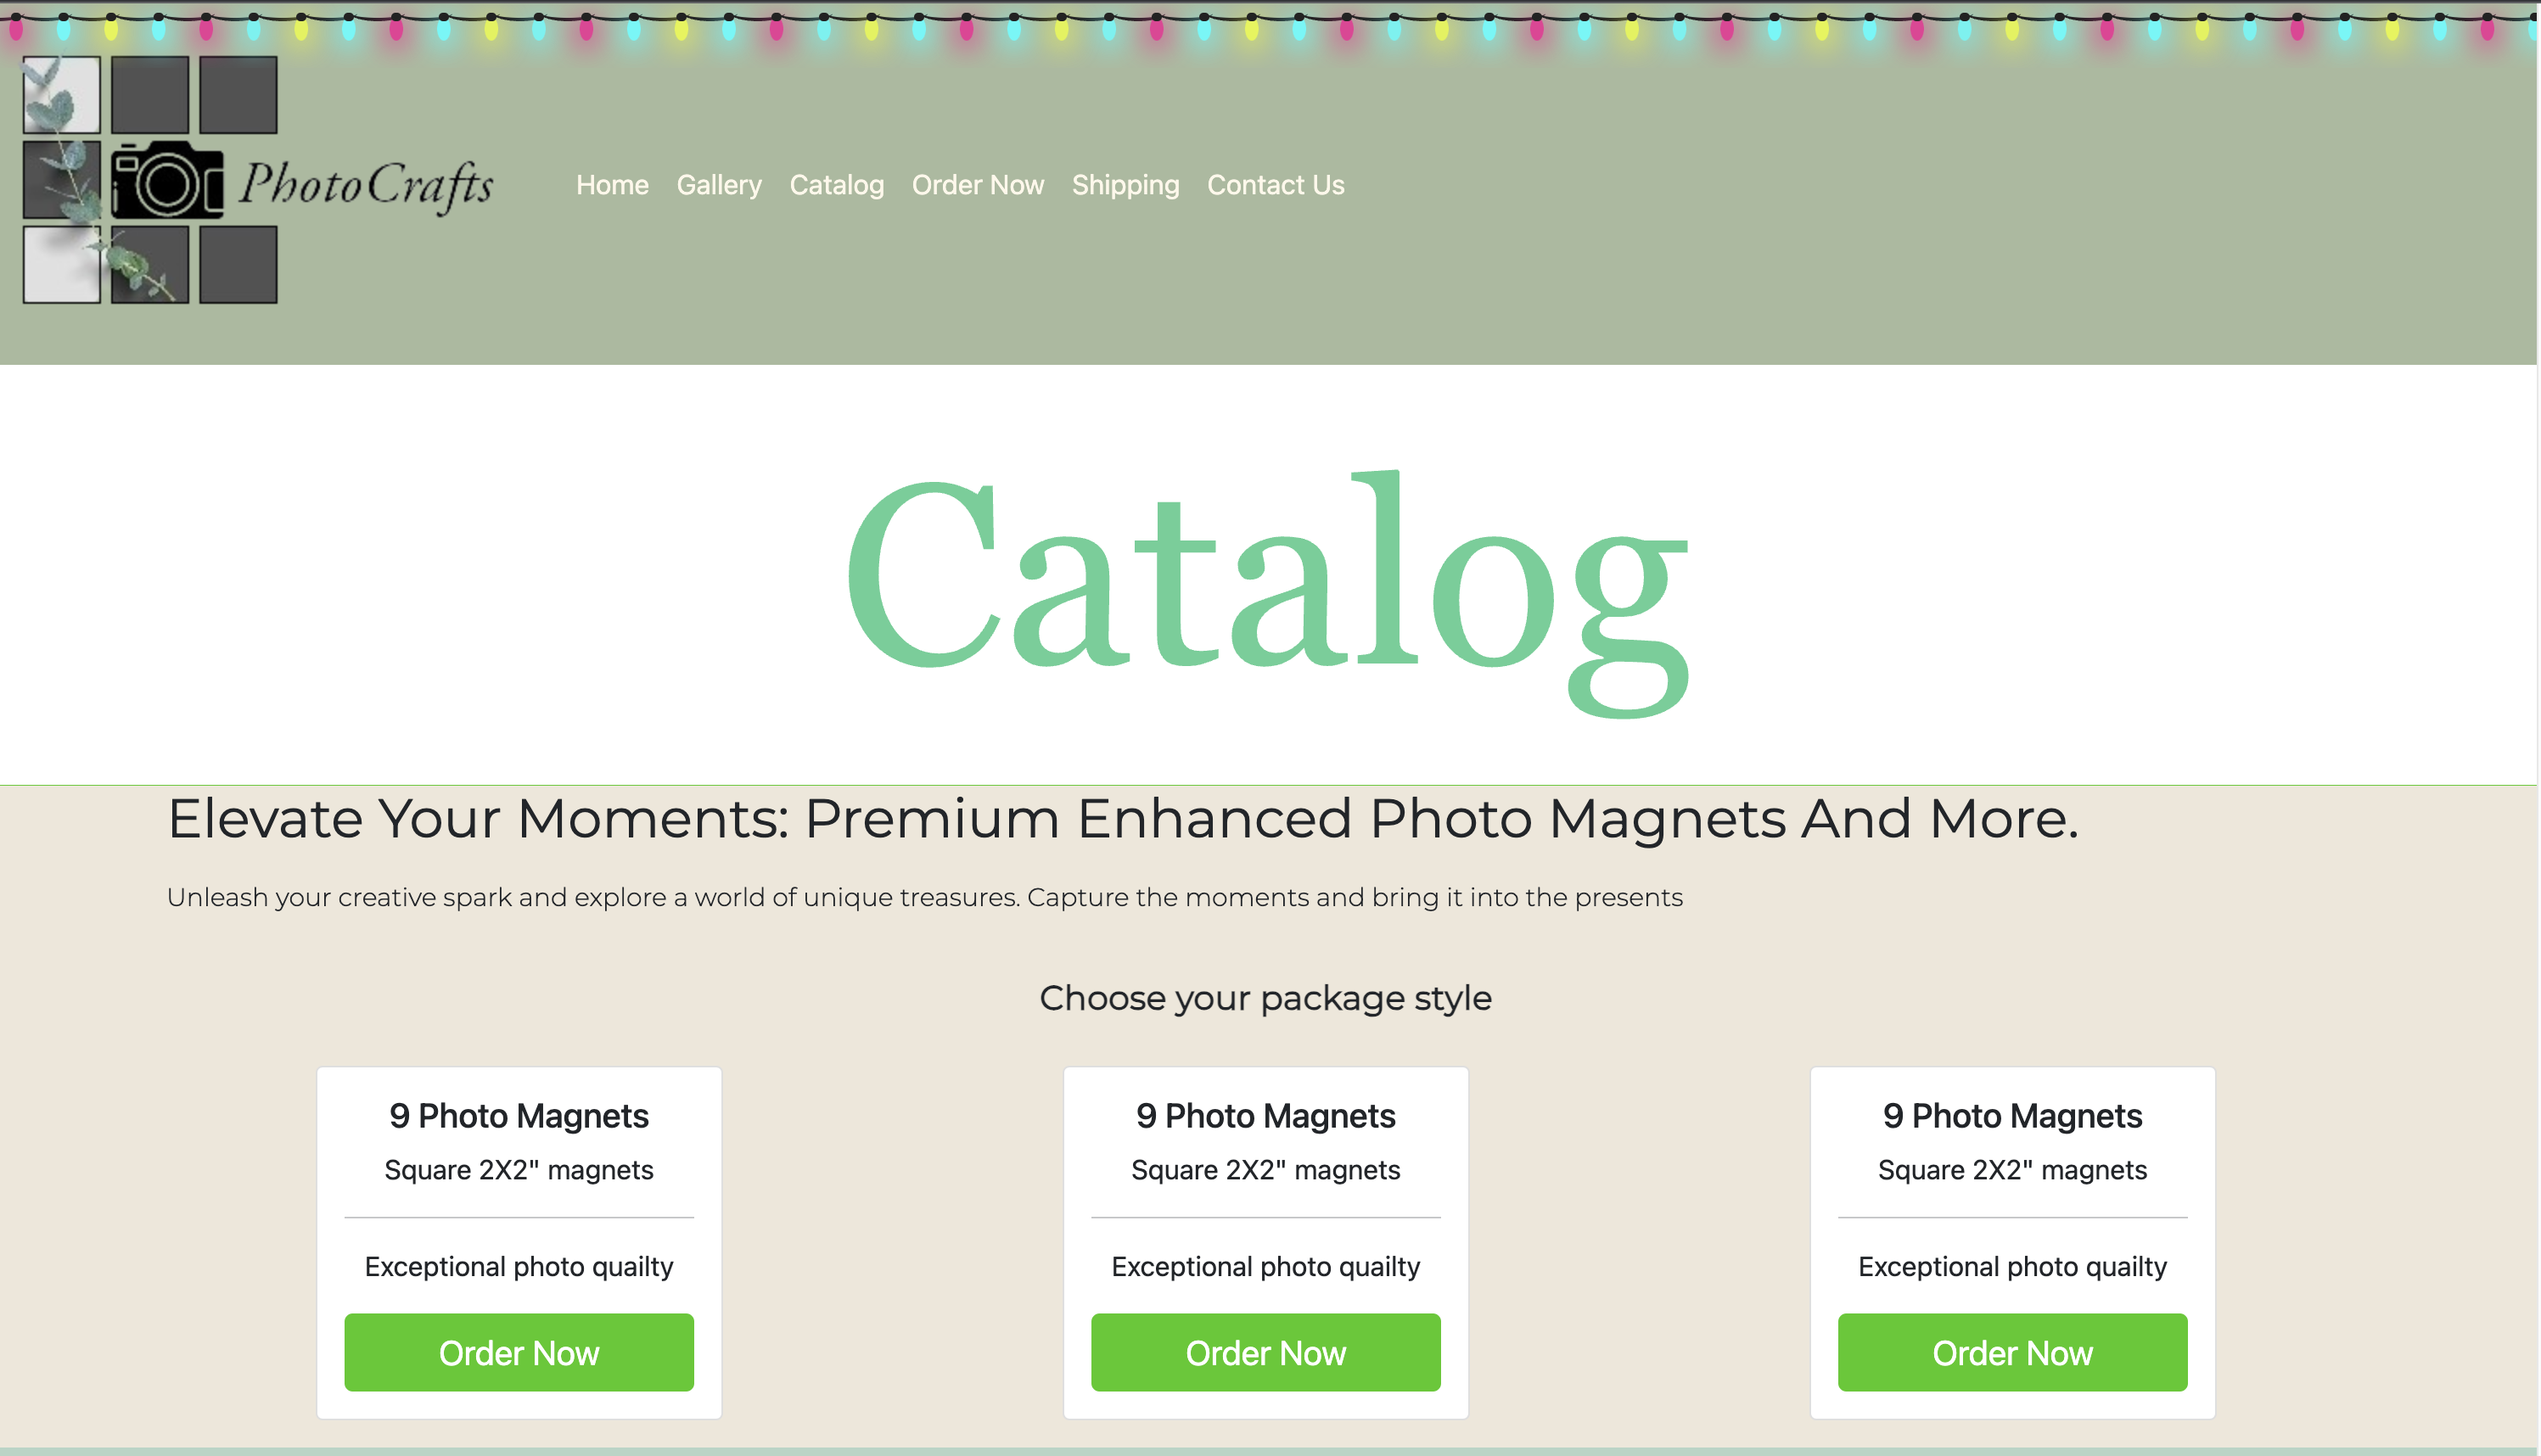 PhotoCrafts
Home Gallery Catalog Order Now Shipping Contact Us
Catalog
Elevate Your Moments: Premium Enhanced Photo Magnets And More.
Unleash your creative spark and explore a world of unique treasures. Capture the moments and bring it into the presents
Choose your package style
9 Photo Magnets
Square 2X2" magnets
Exceptional photo quailty
Order Now
9 Photo Magnets
Square 2X2" magnets
Exceptional photo quailty
Order Now
9 Photo Magnets
Square 2X2" magnets
Exceptional photo quailty
Order Now